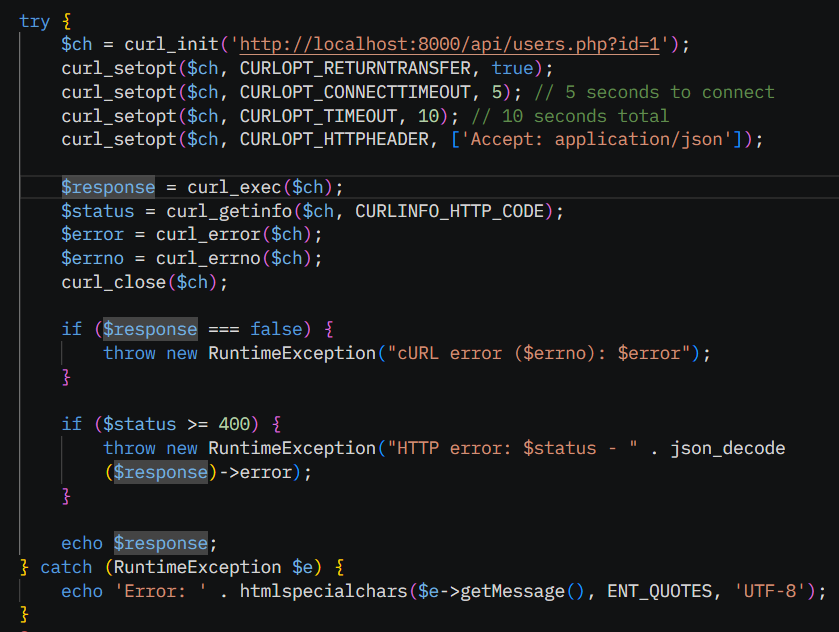 try {
    $ch = curl_init('http://localhost:8000/api/users.php?id=1');
    curl_setopt($ch, CURLOPT_RETURNTRANSFER, true);
    curl_setopt($ch, CURLOPT_CONNECTTIMEOUT, 5); // 5 seconds to connect
    curl_setopt($ch, CURLOPT_TIMEOUT, 10); // 10 seconds total
    curl_setopt($ch, CURLOPT_HTTPHEADER, ['Accept: application/json']);

    $response = curl_exec($ch);
    $status = curl_getinfo($ch, CURLINFO_HTTP_CODE);
    $error = curl_error($ch);
    $errno = curl_errno($ch);
    curl_close($ch);

    if ($response === false) {
        throw new RuntimeException("cURL error ($errno): $error");
    }

    if ($status >= 400) {
        throw new RuntimeException("HTTP error: $status - " . json_decode
        ($response)->error);
    }

    echo $response;
} catch (RuntimeException $e) {
    echo 'Error: ' . htmlspecialchars($e->getMessage(), ENT_QUOTES, 'UTF-8');
}